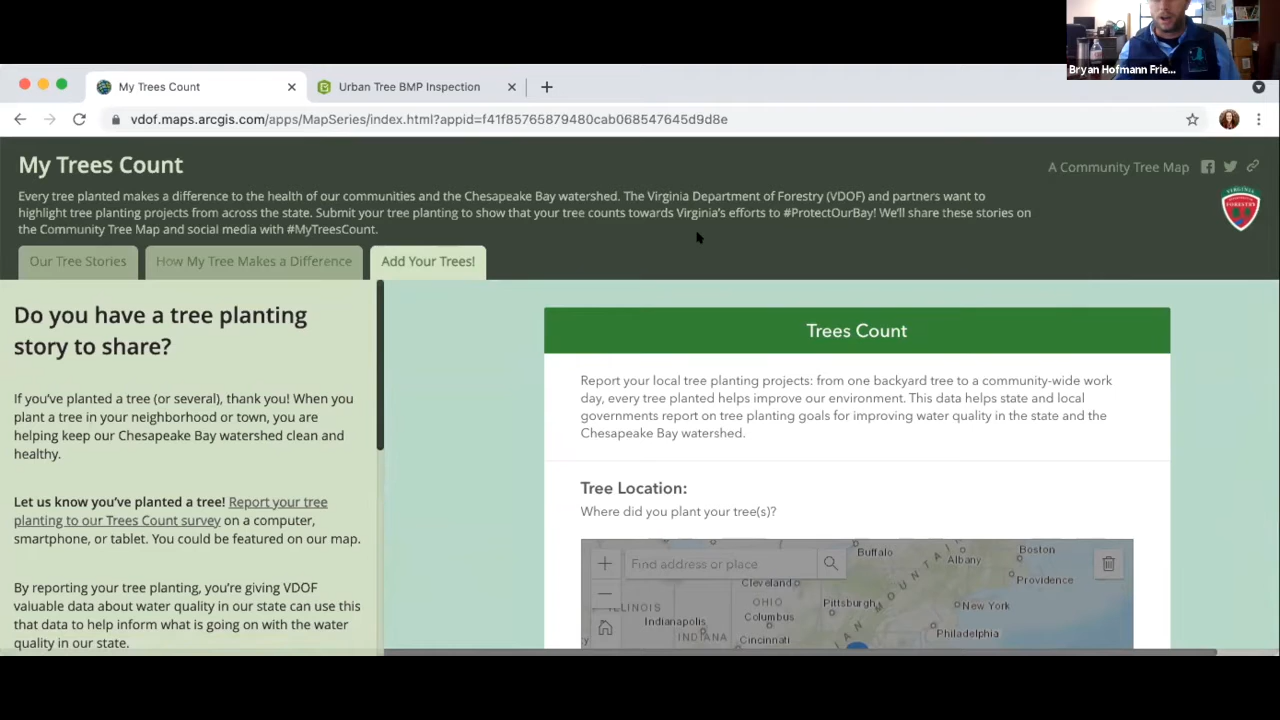 Bryan Hofmann Frie...
My Trees Count
Urban Tree BMP Inspection
vdof.maps.arcgis.com/apps/MapSeries/index.html?appid=f41f85765879480cab068547645d9d8e
My Trees Count
A Community Tree Map
Every tree planted makes a difference to the health of our communities and the Chesapeake Bay watershed. The Virginia Department of Forestry (VDOF) and partners want to
highlight tree planting projects from across the state. Submit your tree planting to show that your tree counts towards Virginia's efforts to #ProtectOurBay! We'll share these stories on
the Community Tree Map and social media with #MyTreesCount.
VIRGINIA
FORESTRY
Our Tree Stories
How My Tree Makes a Difference
Add Your Trees!
Do you have a tree planting
story to share?
If you've planted a tree (or several), thank you! When you
plant a tree in your neighborhood or town, you are
helping keep our Chesapeake Bay watershed clean and
healthy.
Let us know you've planted a tree! Report your tree
planting to our Trees Count survey on a computer,
smartphone, or tablet. You could be featured on our map.
By reporting your tree planting, you're giving VDOF
valuable data about water quality in our state can use this
that data to help inform what is going on with the water
quality in our state.
Trees Count
Report your local tree planting projects: from one backyard tree to a community-wide work
day, every tree planted helps improve our environment. This data helps state and local
governments report on tree planting goals for improving water quality in the state and the
Chesapeake Bay watershed.
Tree Location:
Where did you plant your tree(s)?
Find address or place
Buffalo
Albany
Boston
Providence
Cleveland
ILLINOIS
OHIO
Pittsburgh
New York
Indianapolis
Columbus
INDIANA
Cincinnati
Philadelphia
MOUNTAI